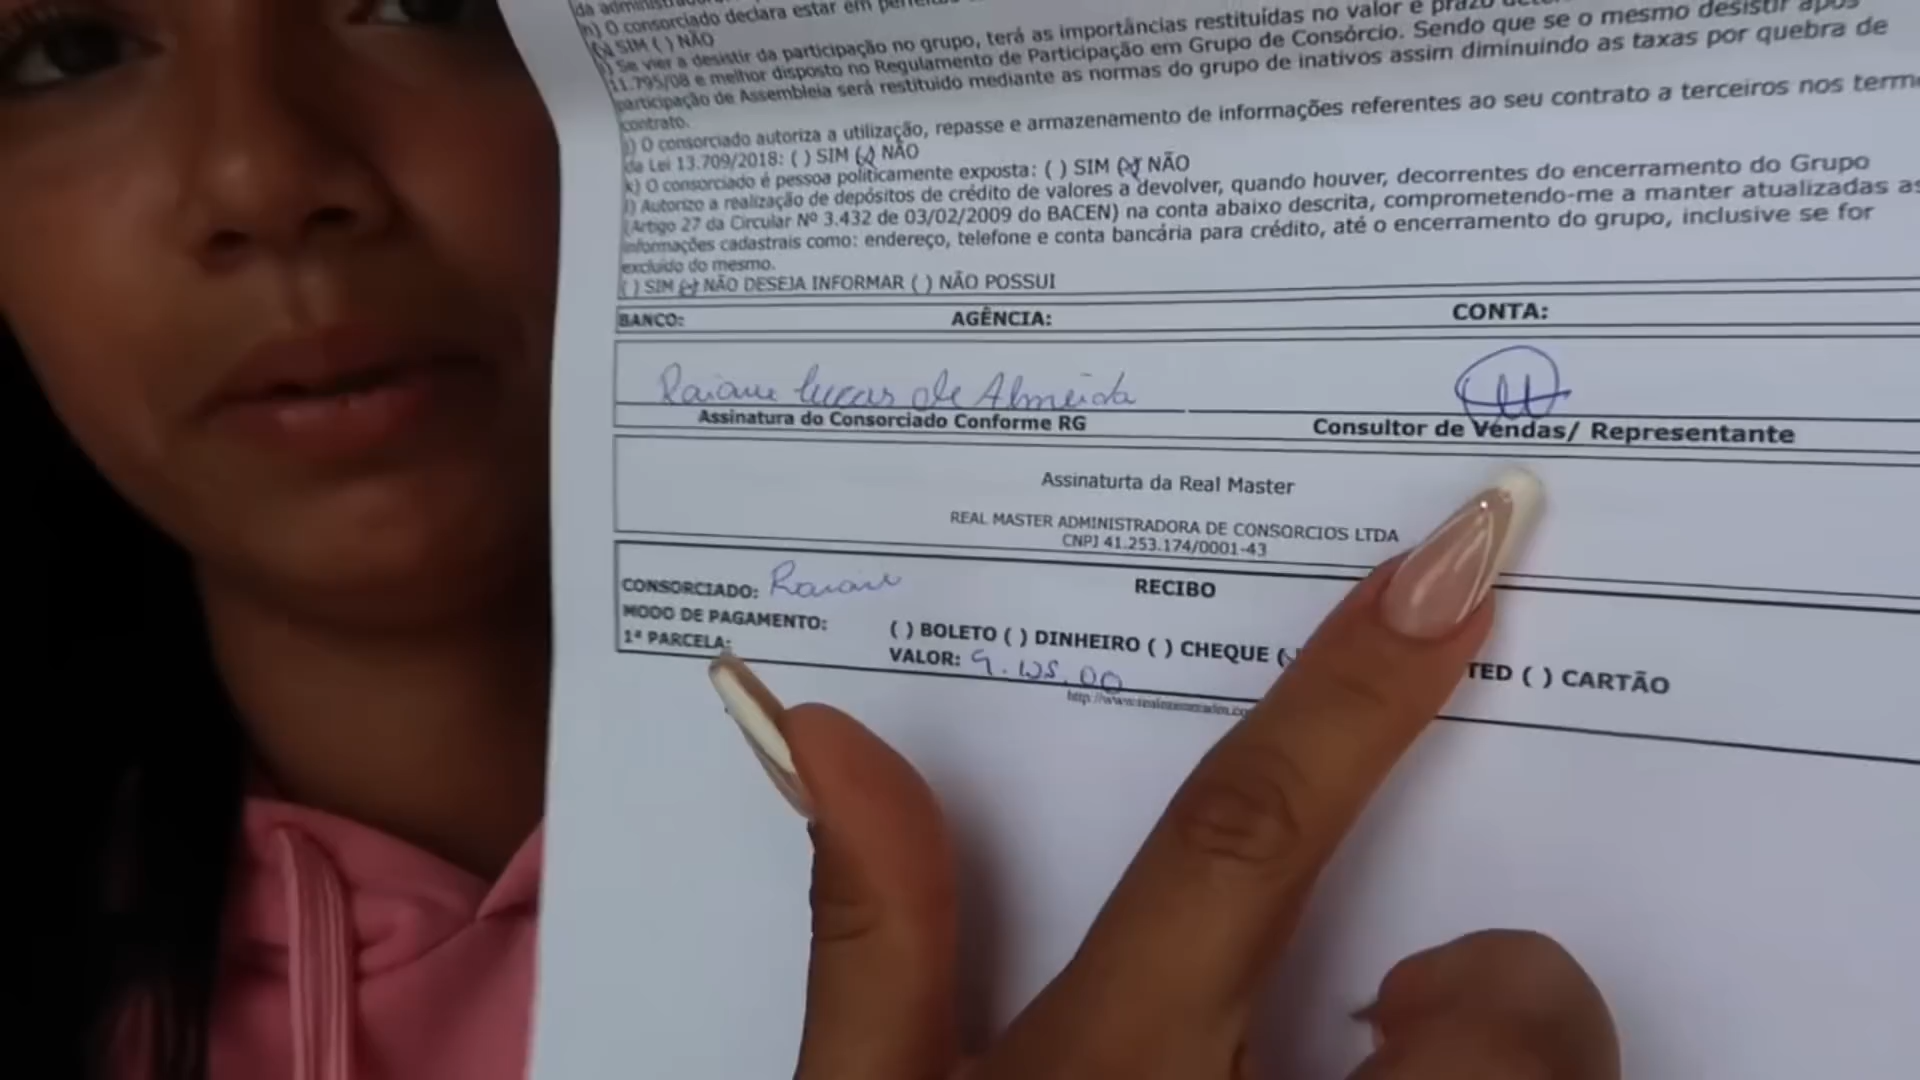 da administradora
h) O consorciado declara estar em
(x) SIM ( ) NÃO
) Se vier a desistir da participação no grupo, terá as importâncias restituídas no valor e prazo
11.795/08 e melhor disposto no Regulamento de Participação em Grupo de Consórcio. Sendo que se o mesmo desistir após
participação de Assembleia será restituido mediante as normas do grupo de inativos assim diminuindo as taxas por quebra de
contrato.
j) O consorciado autoriza a utilização, repasse e armazenamento de informações referentes ao seu contrato a terceiros nos
da Lei 13.709/2018: ( ) SIM (x) NÃO
k) O consorciado é pessoa politicamente exposta: ( ) SIM (x) NÃO
l) Autorizo a realização de depósitos de crédito de valores a devolver, quando houver, decorrentes do encerramento do Grupo
(Artigo 27 da Circular Nº 3.432 de 03/02/2009 do BACEN) na conta abaixo descrita, comprometendo-me a manter atualizadas as
informações cadastrais como: endereço, telefone e conta bancária para crédito, até o encerramento do grupo, inclusive se for
excluído do mesmo.
( ) SIM (x) NÃO DESEJA INFORMAR ( ) NÃO POSSUI
BANCO: AGÊNCIA: CONTA:
Raiane Lucas de Almeida
Assinatura do Consorciado Conforme RG Consultor de Vendas/ Representante
Assinaturta da Real Master
REAL MASTER ADMINISTRADORA DE CONSORCIOS LTDA
CNPJ 41.253.174/0001-43
RECIBO
CONSORCIADO: Raiane
MODO DE PAGAMENTO: ( ) BOLETO ( ) DINHEIRO ( ) CHEQUE (x TED ( ) CARTÃO
1ª PARCELA: VALOR: